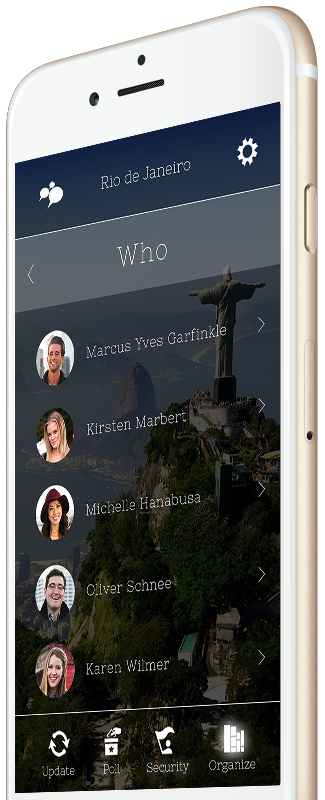 Rio de Janeiro
Who
Marcus Yves Garfinkle
Kirsten Marbert
Michelle Hanabusa
Oliver Schnee
Karen Wilmer
Update Poll Security Organize